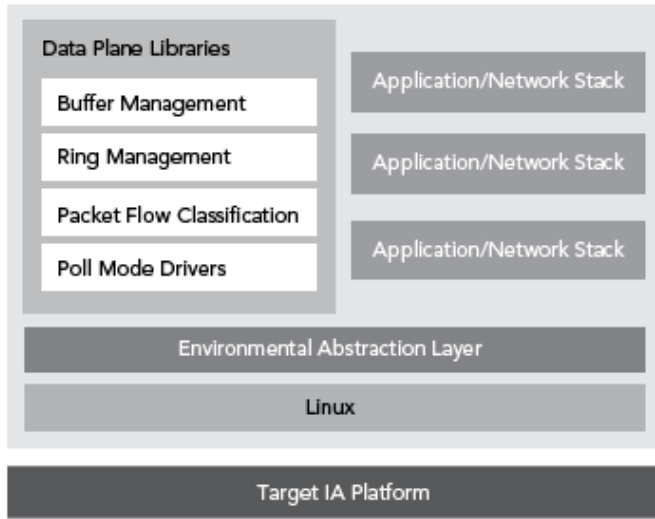 Data Plane Libraries
Buffer Management
Ring Management
Packet Flow Classification
Poll Mode Drivers
Application/Network Stack
Application/Network Stack
Application/Network Stack
Environmental Abstraction Layer
Linux
Target IA Platform